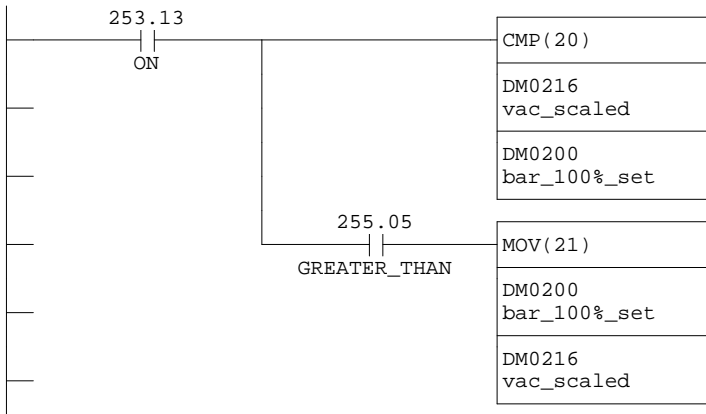 253.13
ON
CMP(20)
DM0216
vac_scaled
DM0200
bar_100%_set
255.05
GREATER_THAN
MOV(21)
DM0200
bar_100%_set
DM0216
vac_scaled